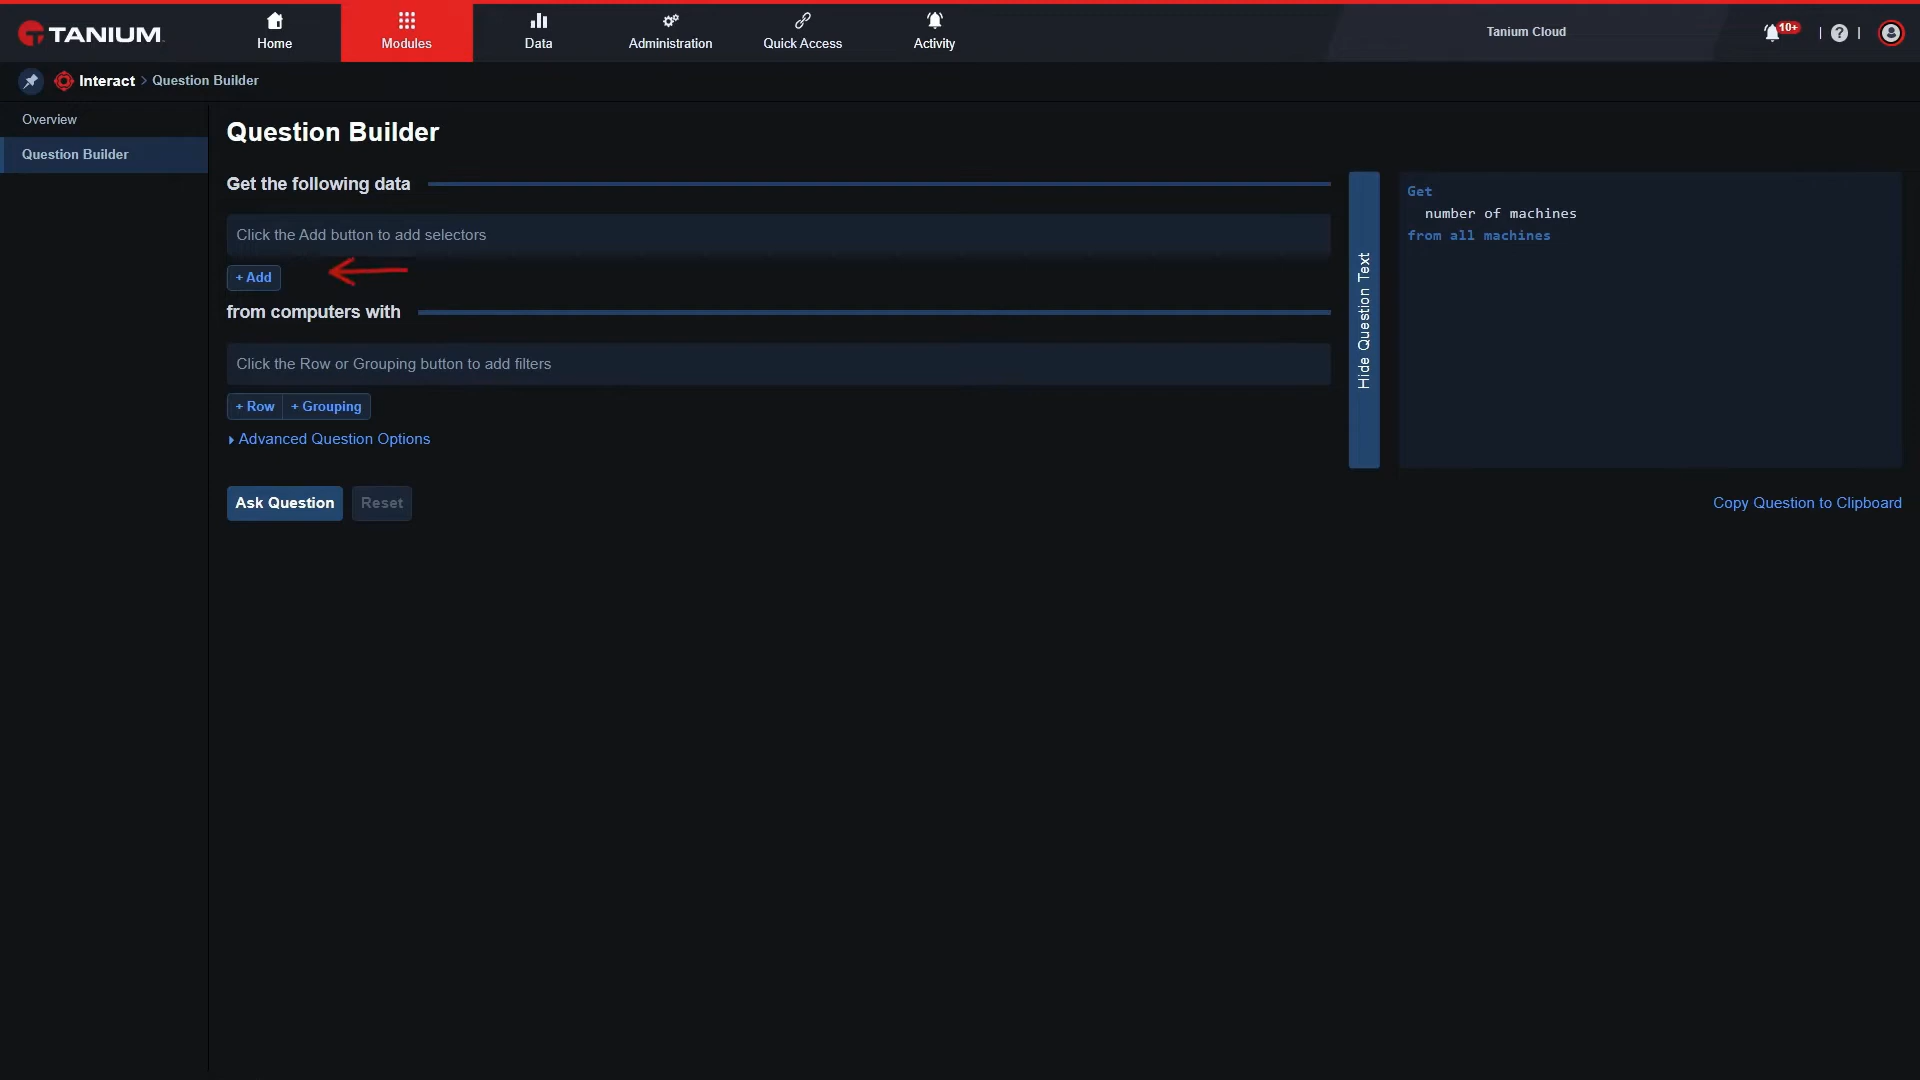 TANIUM
Home
Modules
Data
Administration
Quick Access
Activity
Tanium Cloud
10+
?
Interact > Question Builder
Overview
Question Builder
Question Builder
Get the following data
Click the Add button to add selectors
+ Add
from computers with
Click the Row or Grouping button to add filters
+ Row
+ Grouping
Advanced Question Options
Ask Question
Reset
Hide Question Text
Get
number of machines
from all machines
Copy Question to Clipboard